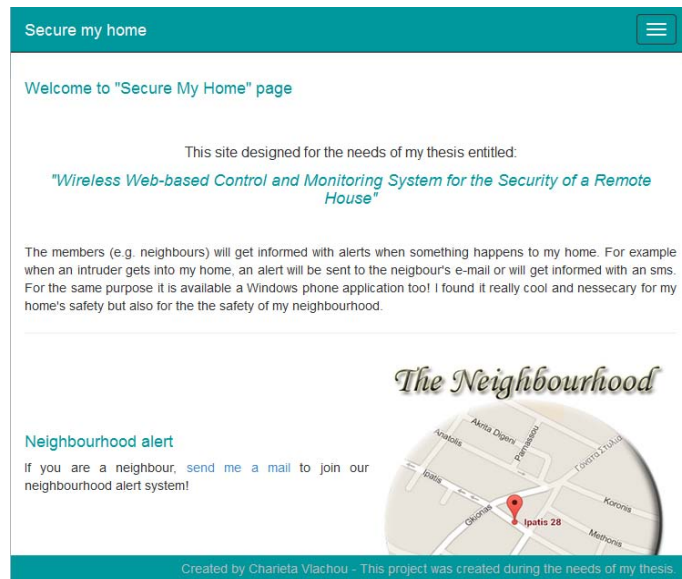 Secure my home
Welcome to "Secure My Home" page
This site designed for the needs of my thesis entitled:
"Wireless Web-based Control and Monitoring System for the Security of a Remote
House"
The members (e.g. neighbours) will get informed with alerts when something happens to my home. For example
when an intruder gets into my home, an alert will be sent to the neigbour's e-mail or will get informed with an sms.
For the same purpose it is available a Windows phone application too! I found it really cool and nessecary for my
home's safety but also for the the safety of my neighbourhood.
The Neighbourhood
Neighbourhood alert
If you are a neighbour, send me a mail to join our
neighbourhood alert system!
Akrita Digeni
Anatolis
Parnassou
Γονατα Στυλια
Ipatis
Gkionas
Ipatis 28
Koronis
Methonis
Created by Charieta Vlachou - This project was created during the needs of my thesis.